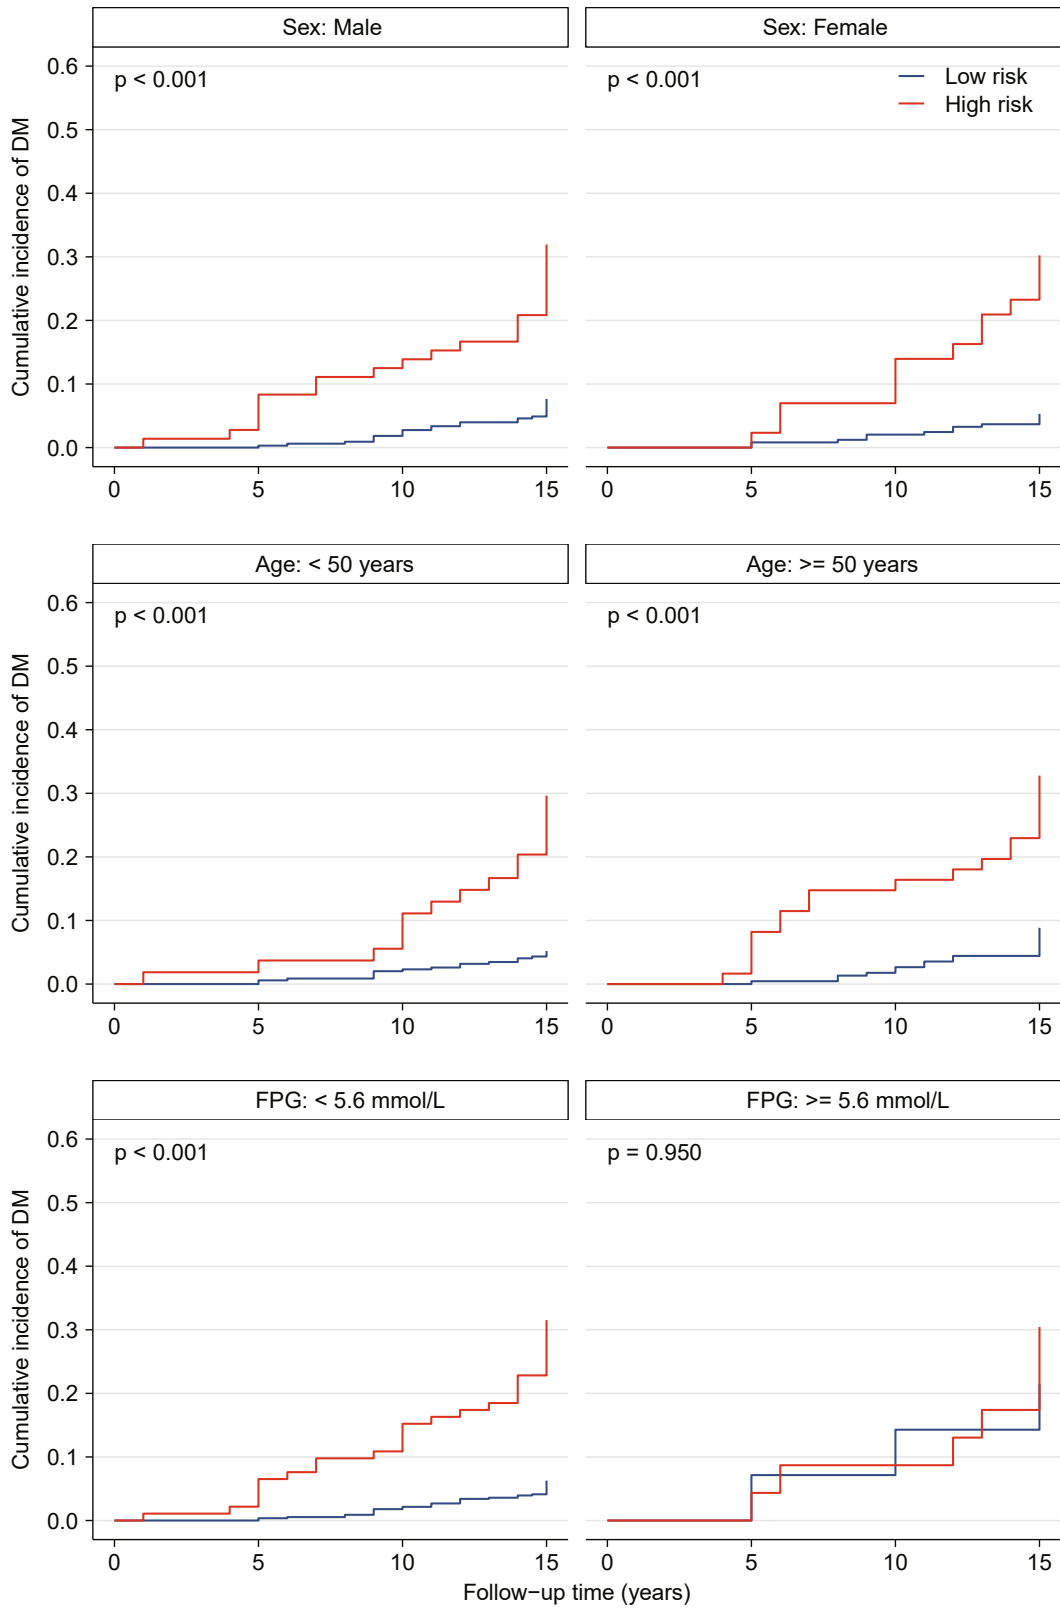 Sex: Male
Sex: Female
Cumulative incidence of DM
0.6
0.5
0.4
0.3
0.2
0.1
0.0
p < 0.001
p < 0.001
Low risk
High risk
0 5 10 15
0 5 10 15
Age: < 50 years
Age: >= 50 years
Cumulative incidence of DM
0.6
0.5
0.4
0.3
0.2
0.1
0.0
p < 0.001
p < 0.001
0 5 10 15
0 5 10 15
FPG: < 5.6 mmol/L
FPG: >= 5.6 mmol/L
Cumulative incidence of DM
0.6
0.5
0.4
0.3
0.2
0.1
0.0
p < 0.001
p = 0.950
0 5 10 15
0 5 10 15
Follow−up time (years)